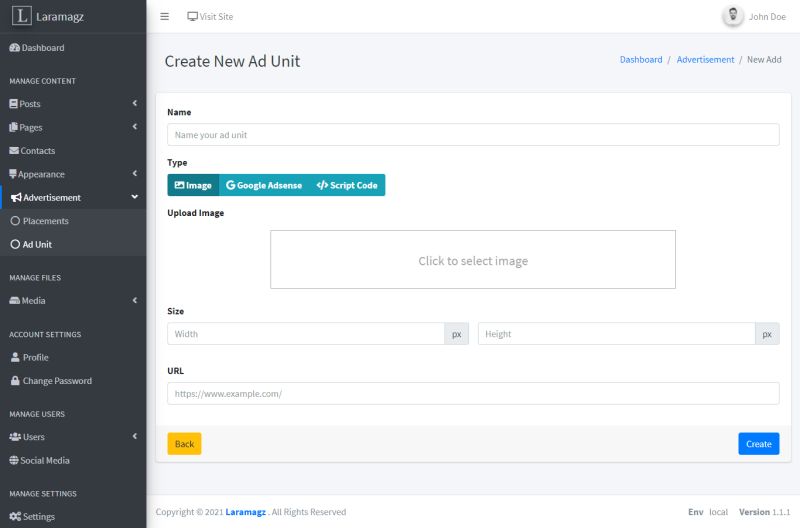 L Laramagz
Visit Site
John Doe
Dashboard
MANAGE CONTENT
Posts
Pages
Contacts
Appearance
Advertisement
Placements
Ad Unit
MANAGE FILES
Media
ACCOUNT SETTINGS
Profile
Change Password
MANAGE USERS
Users
Social Media
MANAGE SETTINGS
Settings
Create New Ad Unit
Dashboard / Advertisement / New Add
Name
Name your ad unit
Type
Image Google Adsense Script Code
Upload Image
Click to select image
Size
Width px Height px
URL
https://www.example.com/
Back Create
Copyright © 2021 Laramagz . All Rights Reserved
Env local Version 1.1.1